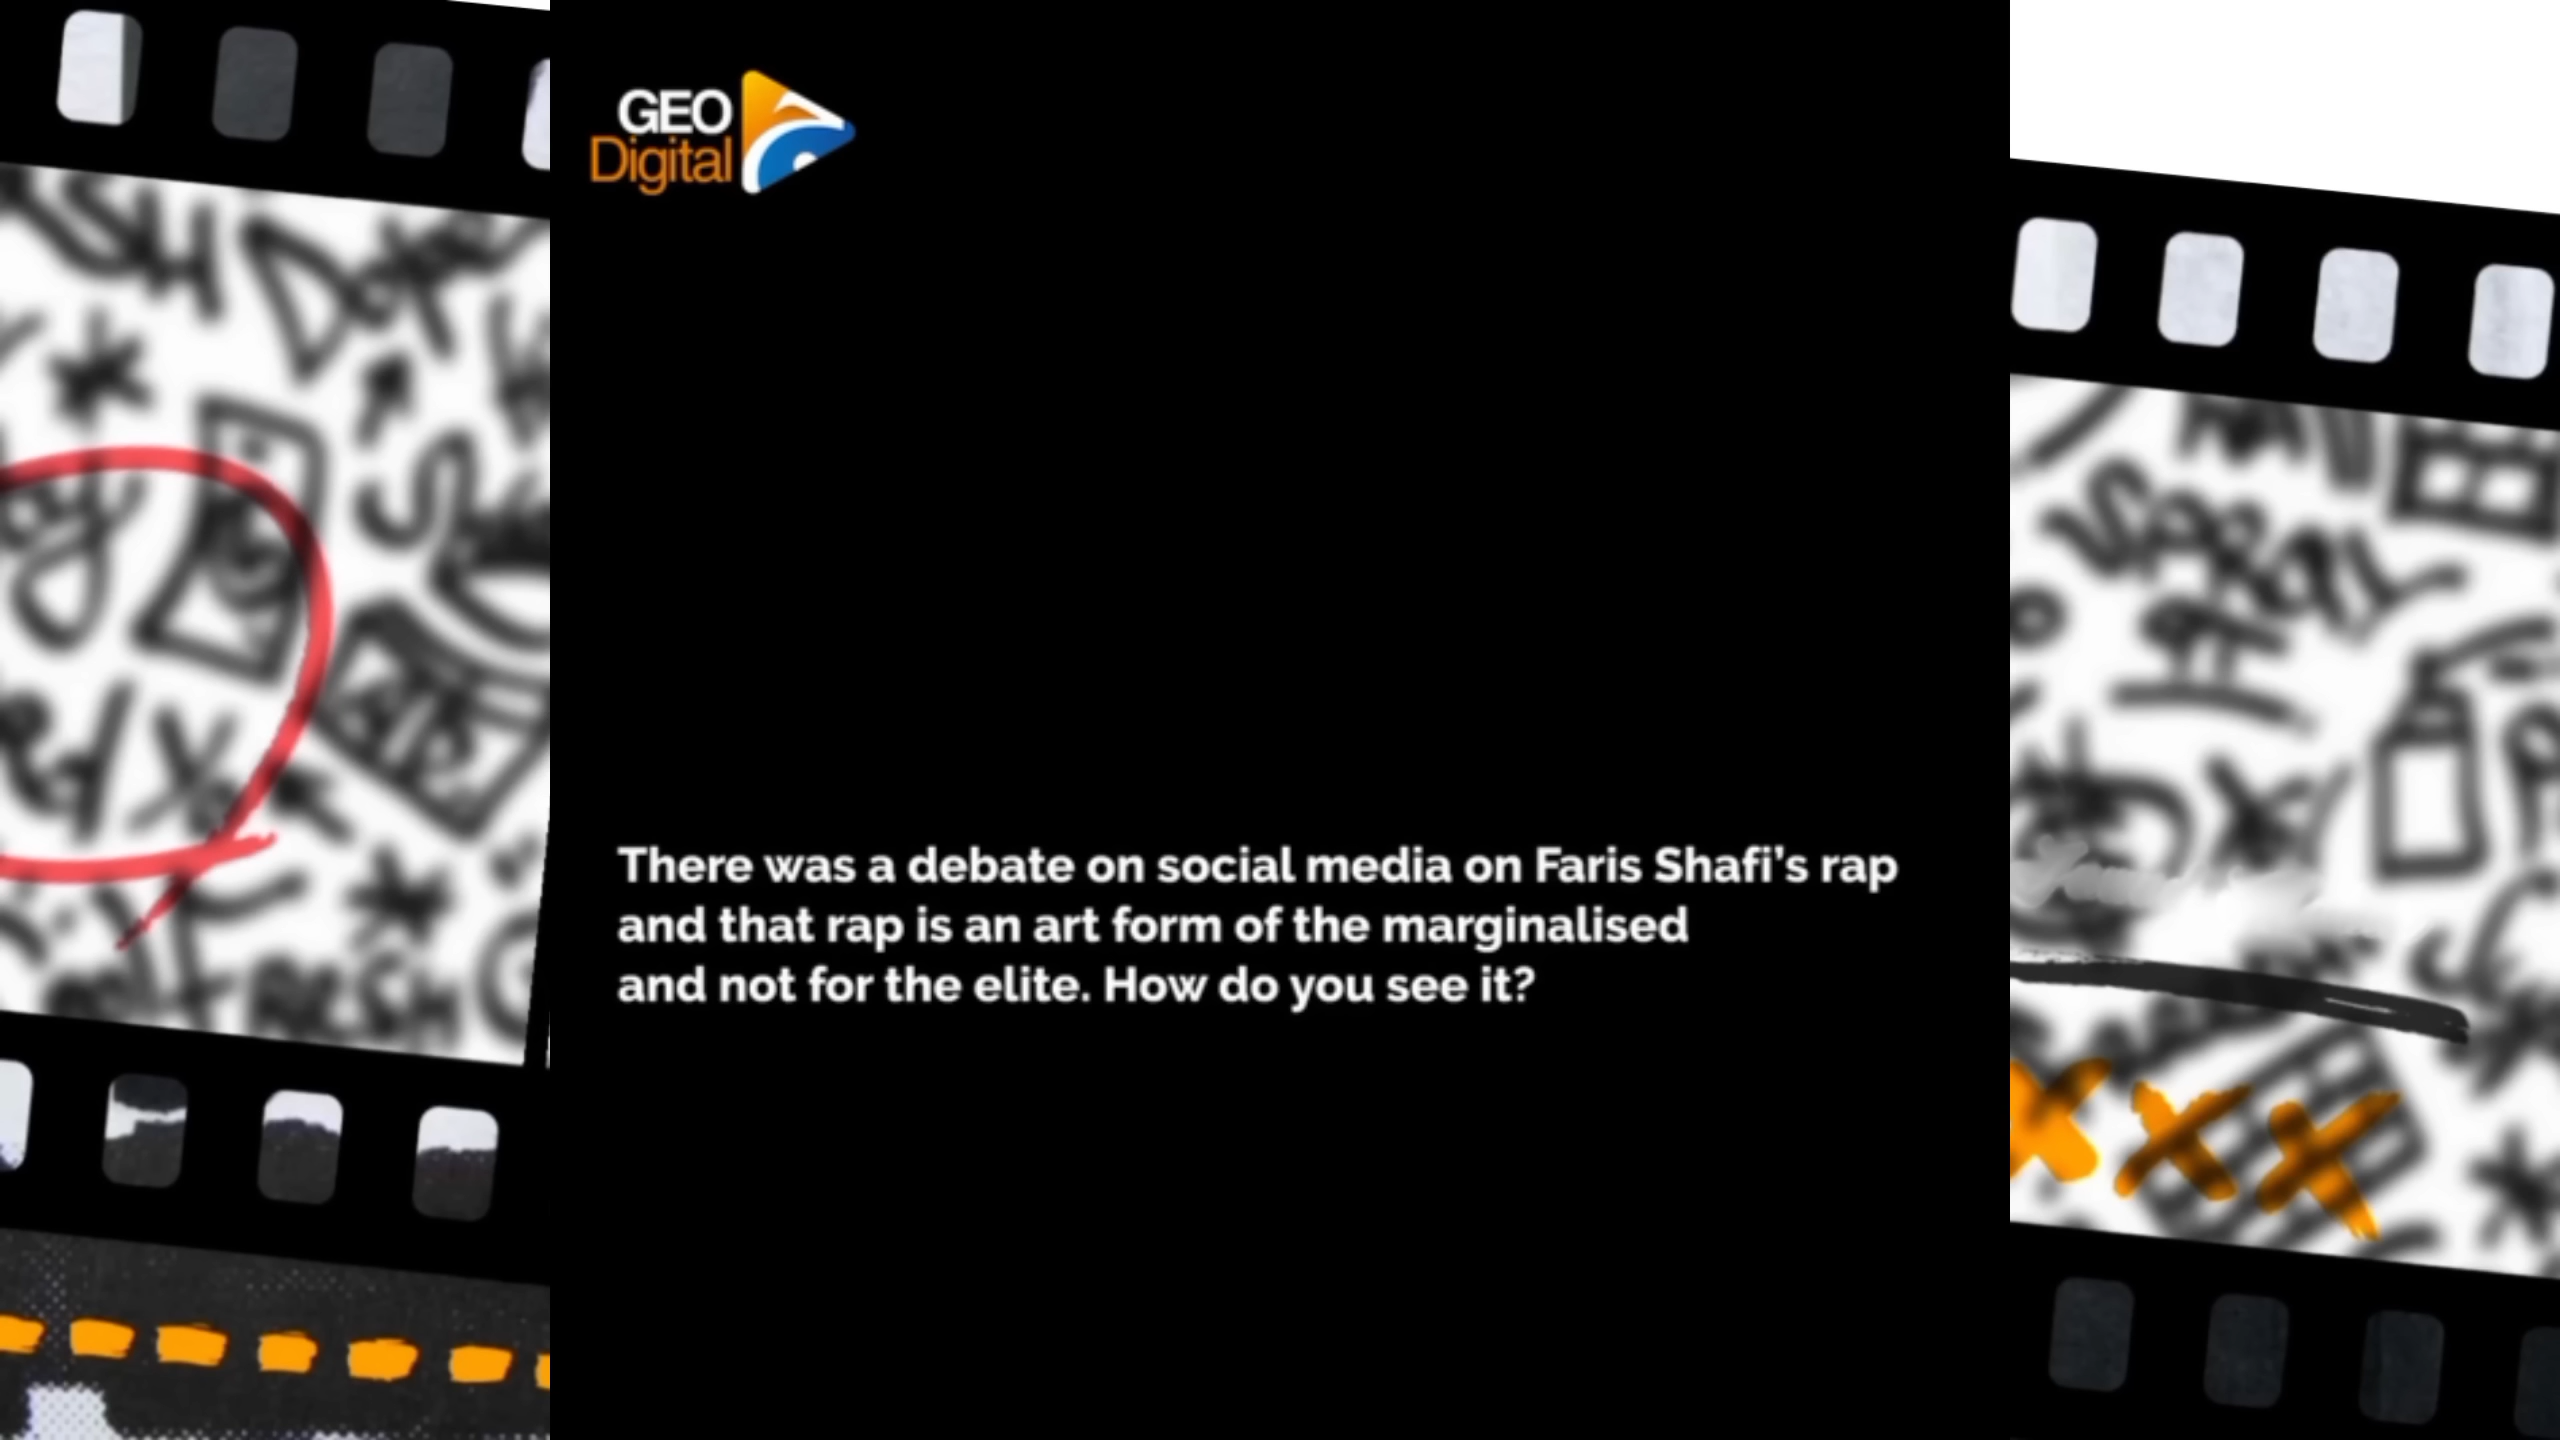 GEO
Digital
There was a debate on social media on Faris Shafi's rap
and that rap is an art form of the marginalised
and not for the elite. How do you see it?